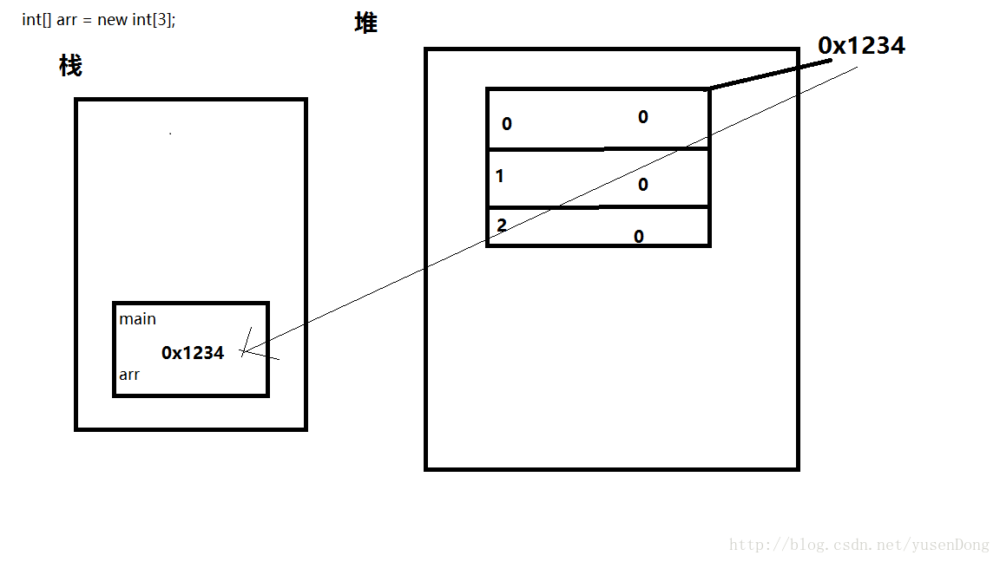 int[] arr = new int[3];
堆
0x1234
栈
0 0
1 0
2 0
main
0x1234
arr
http://blog.csdn.net/yusenDong